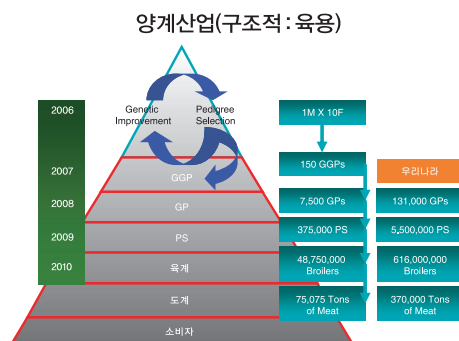 양계산업(구조적 : 육용)
2006
Genetic
Improvement
Pedigree
Selection
1M X 10F
2007
GGP
150 GGPs
우리나라
2008
GP
7,500 GPs
131,000 GPs
2009
PS
375,000 PS
5,500,000 PS
2010
육계
48,750,000
Broilers
616,000,000
Broilers
도계
75,075 Tons
of Meat
370,000 Tons
of Meat
소비자